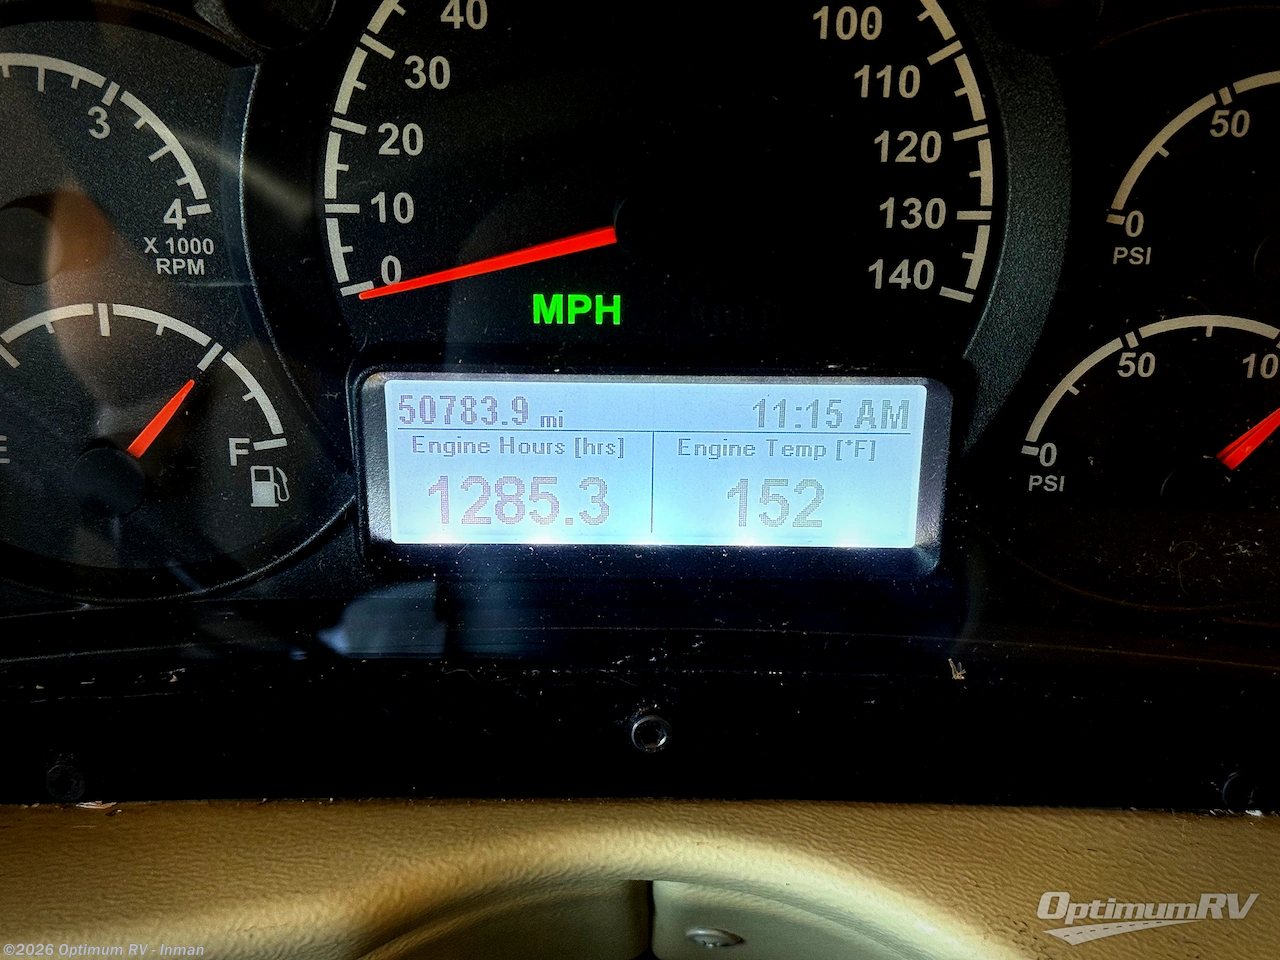 40
30
20
10
0
100
110
120
130
140
MPH
3
4
X 1000
RPM
E
F
50
0
PSI
50
10
0
PSI
50783.9 mi
11:15 AM
Engine Hours [hrs]
Engine Temp [°F]
1285.3
152
OptimumRV
©2026 Optimum RV - Inman